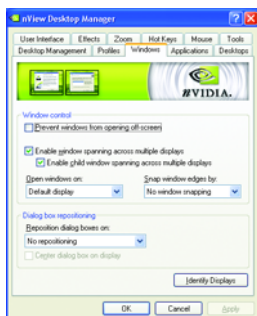 nView Desktop Manager
User Interface Effects Zoom Hot Keys Mouse Tools
Desktop Management Profiles Windows Applications Desktops
NVIDIA.
Window control
Prevent windows from opening off-screen
Enable window spanning across multiple displays
Enable child window spanning across multiple displays
Open windows on: Snap window edges by:
Default display No window snapping
Dialog box repositioning
Reposition dialog boxes on:
No repositioning
Center dialog box on display
Identify Displays
OK Cancel Apply